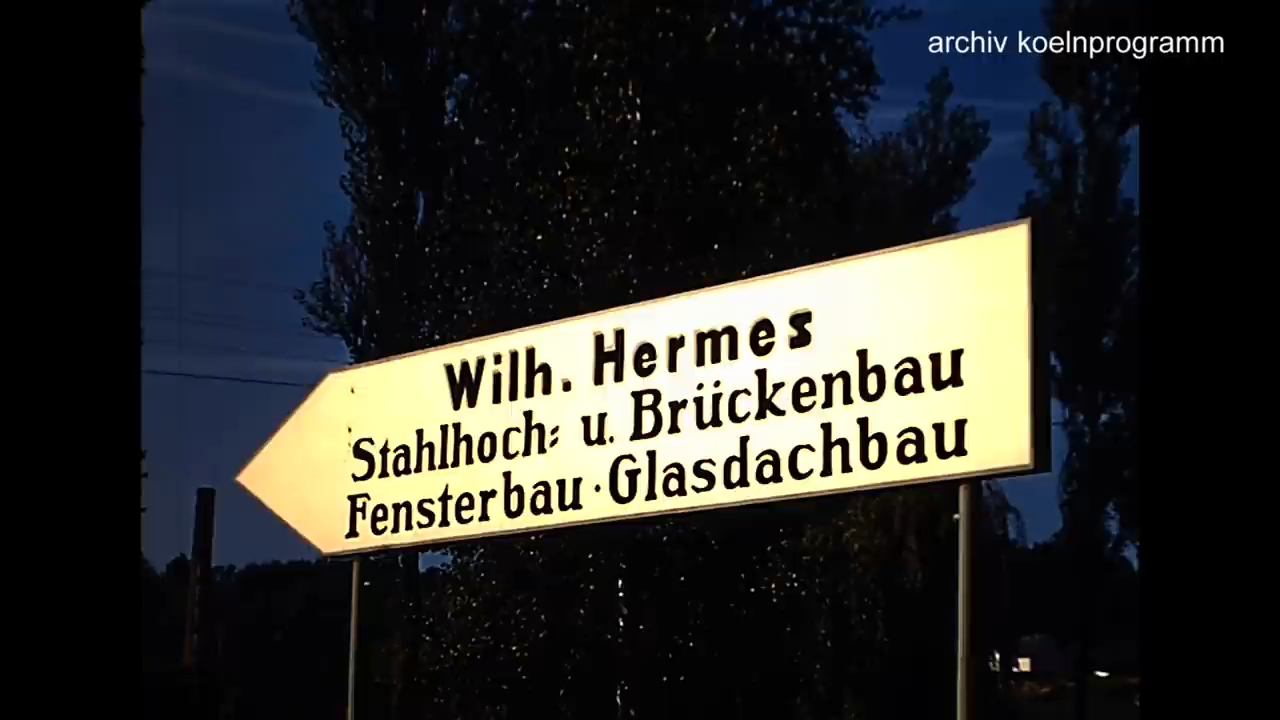 archiv koelnprogramm
Wilh. Hermes
Stahlhoch= u. Brückenbau
Fensterbau · Glasdachbau